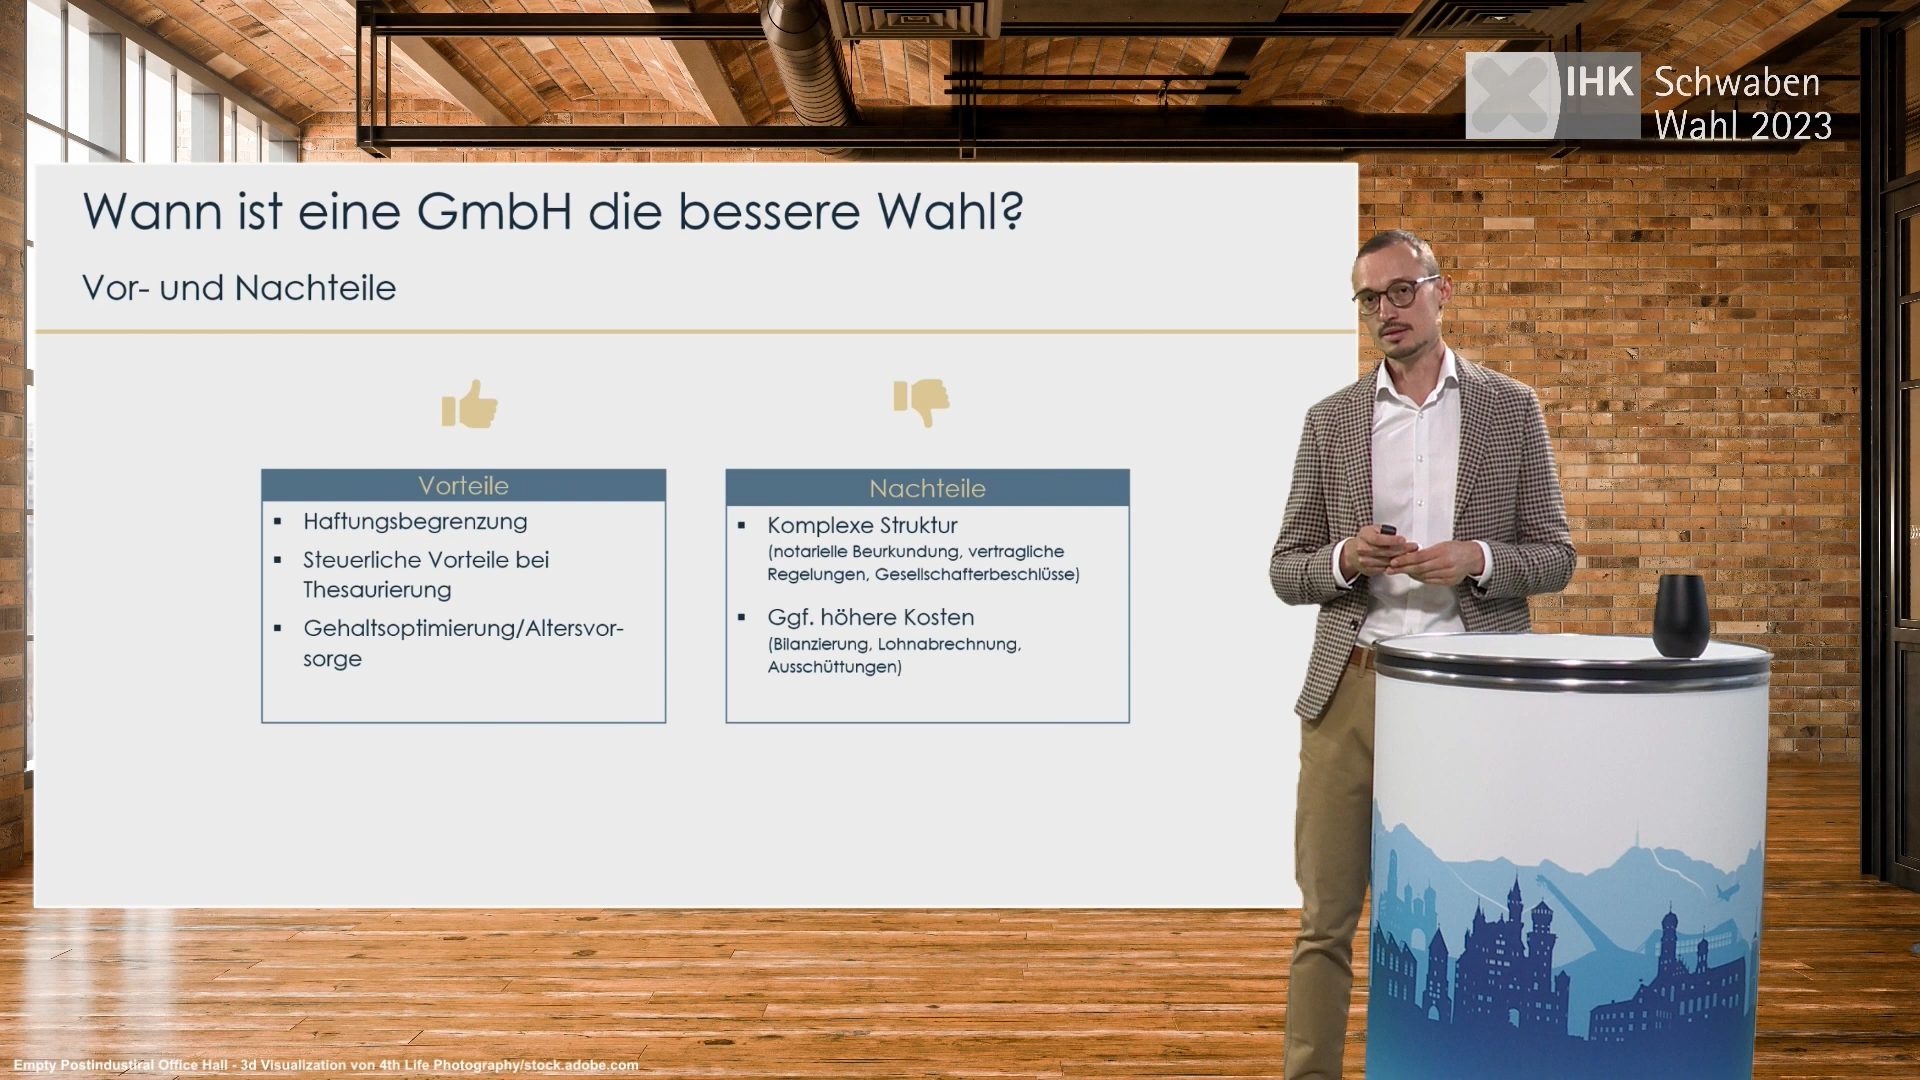 IHK Schwaben
Wahl 2023
Wann ist eine GmbH die bessere Wahl?
Vor- und Nachteile
Vorteile
▪ Haftungsbegrenzung
▪ Steuerliche Vorteile bei
Thesaurierung
▪ Gehaltsoptimierung/Altersvor-
sorge
Nachteile
▪ Komplexe Struktur
(notarielle Beurkundung, vertragliche
Regelungen, Gesellschafterbeschlüsse)
▪ Ggf. höhere Kosten
(Bilanzierung, Lohnabrechnung,
Ausschüttungen)
Empty Postindustiral Office Hall - 3d Visualization von 4th Life Photography/stock.adobe.com